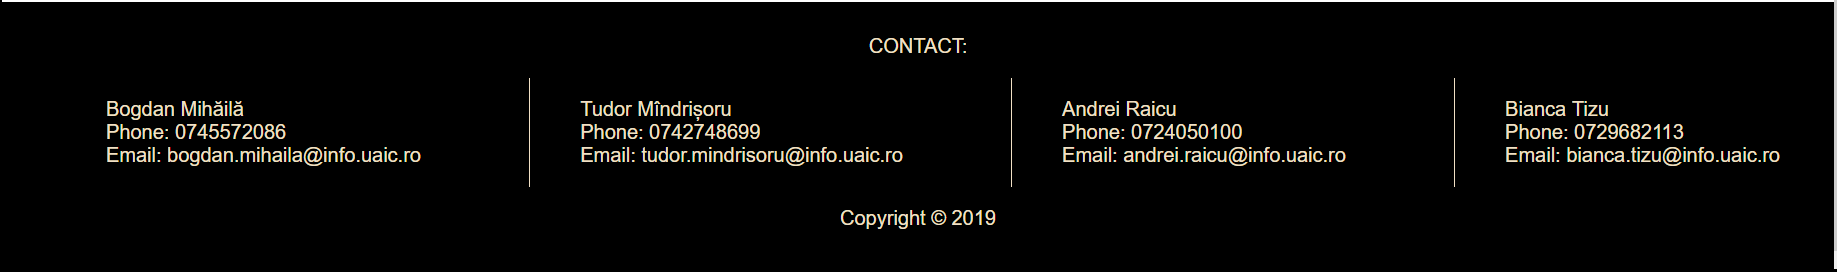 CONTACT:
Bogdan Mihăilă
Phone: 0745572086
Email: bogdan.mihaila@info.uaic.ro
Tudor Mîndrișoru
Phone: 0742748699
Email: tudor.mindrisoru@info.uaic.ro
Andrei Raicu
Phone: 0724050100
Email: andrei.raicu@info.uaic.ro
Bianca Tizu
Phone: 0729682113
Email: bianca.tizu@info.uaic.ro
Copyright © 2019